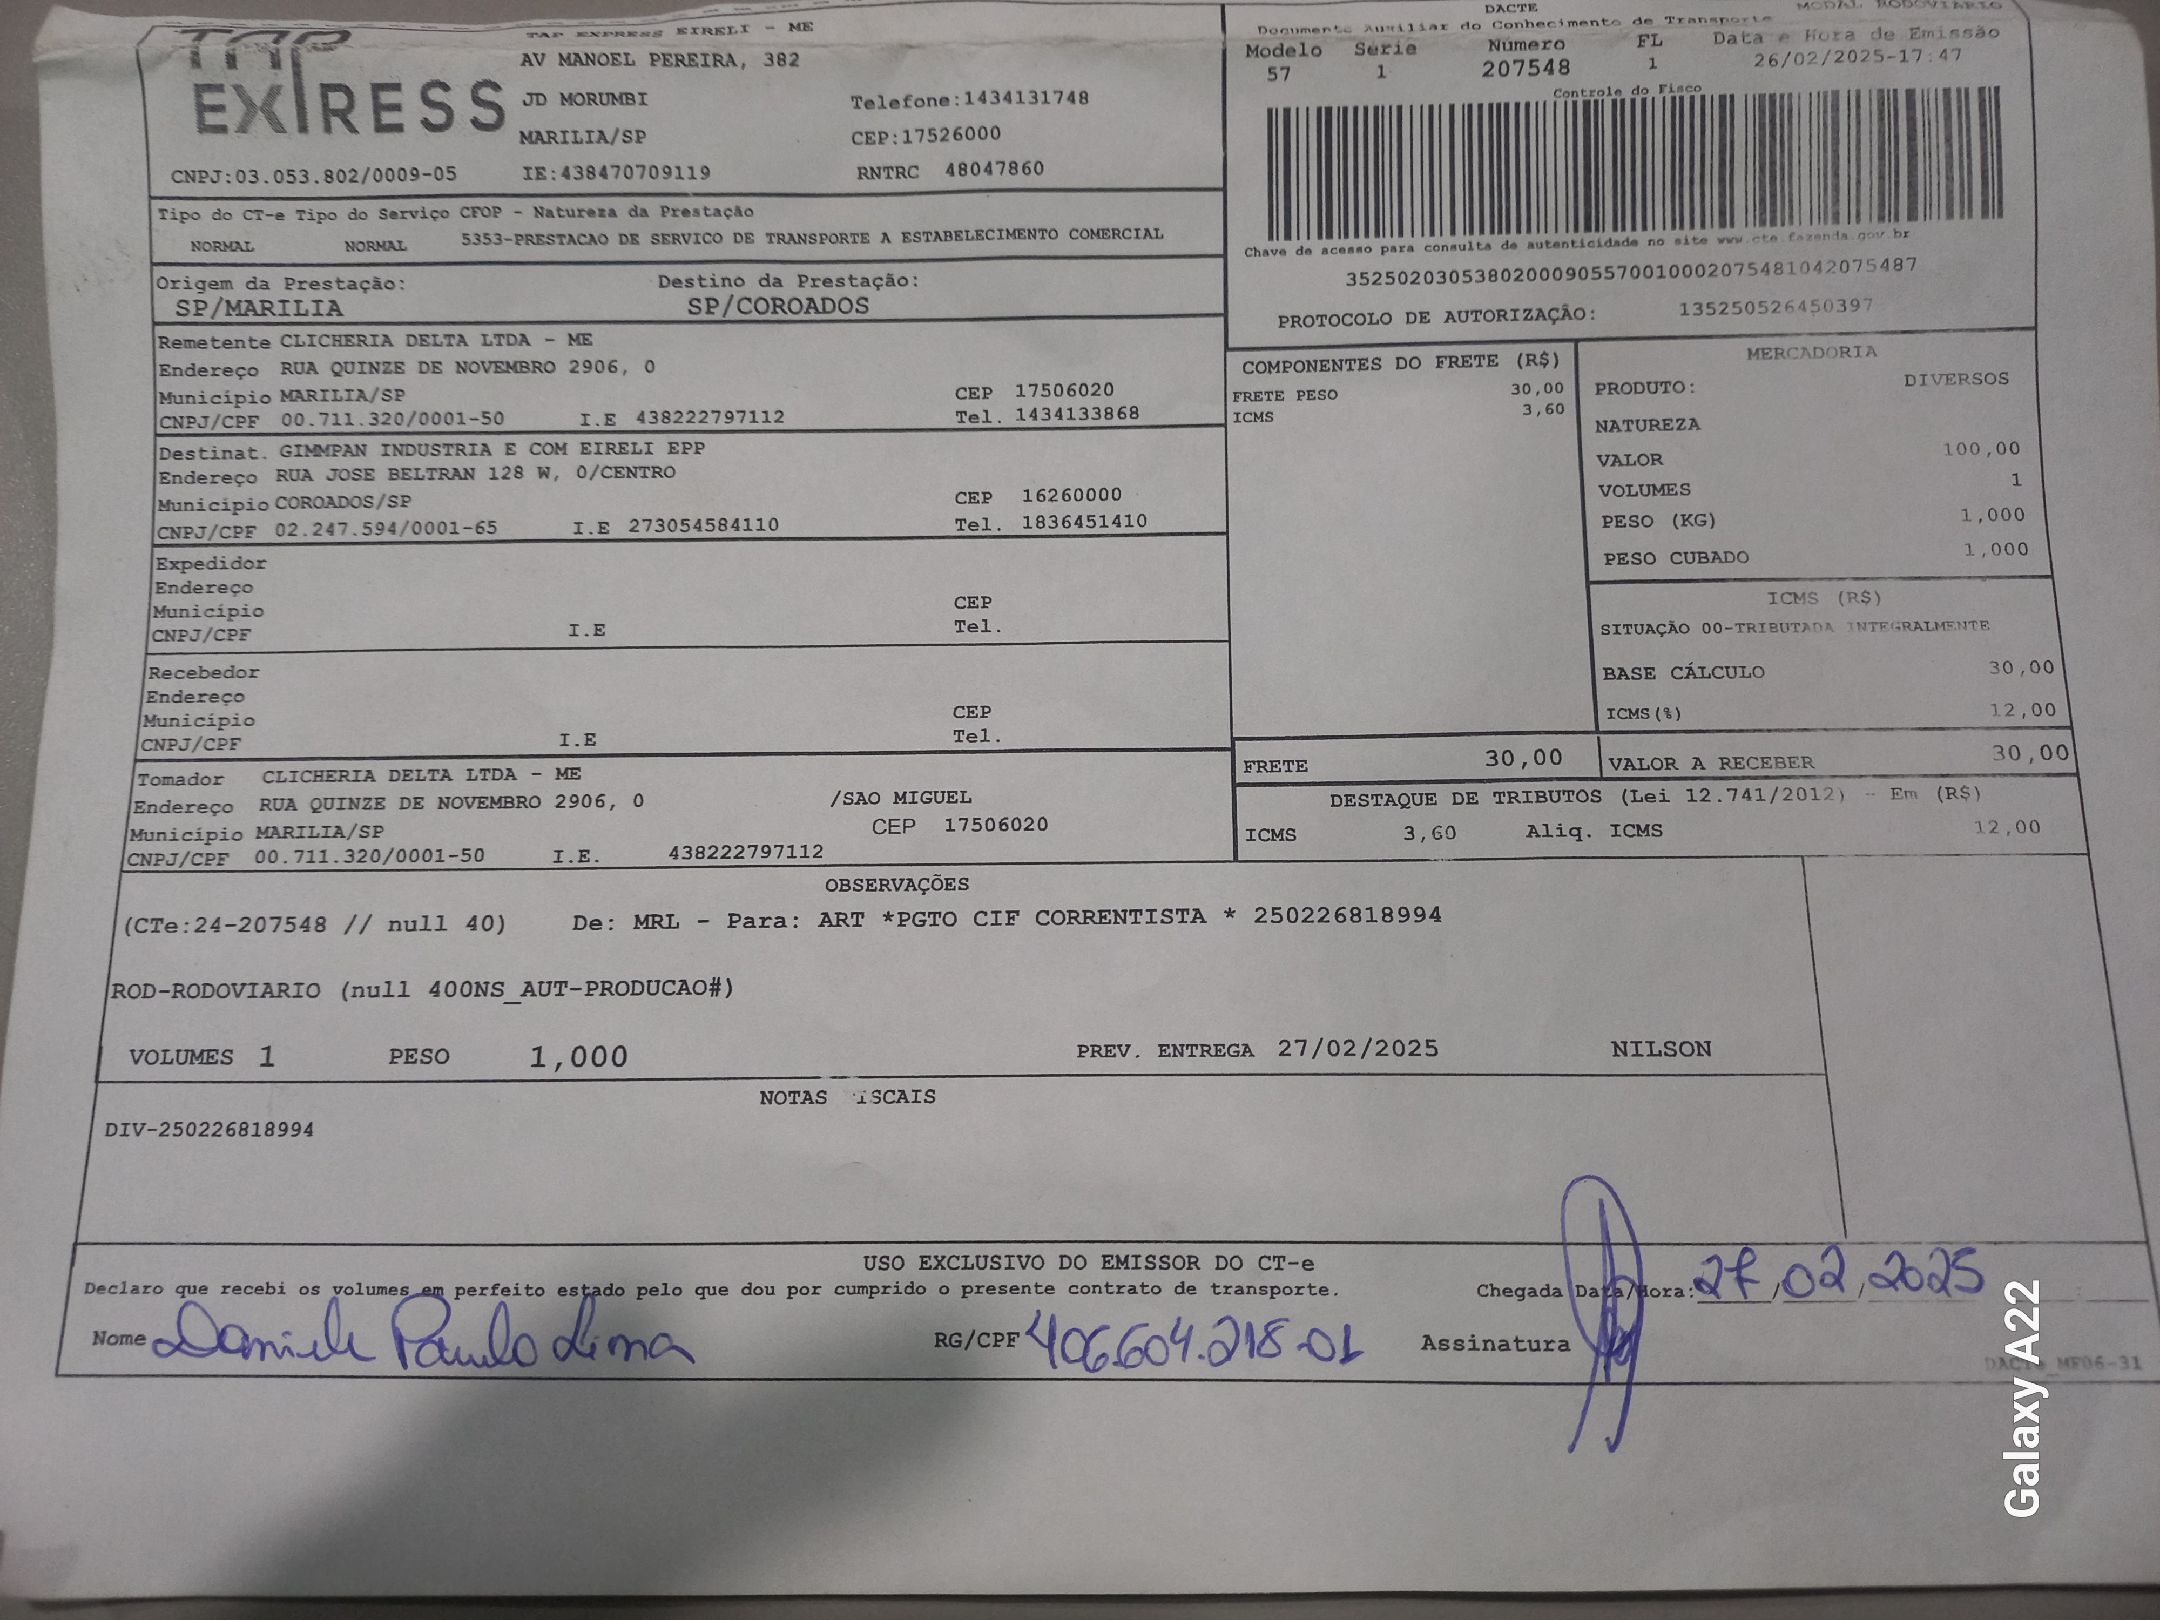 TAP EXPRESS EIRELI - ME
TAP
EXPRESS
AV MANOEL PEREIRA, 382
JD MORUMBI Telefone:1434131748
MARILIA/SP CEP:17526000
CNPJ:03.053.802/0009-05 IE:438470709119 RNTRC 48047860
DACTE MODAL RODOVIARIO
Documento Auxiliar do Conhecimento de Transporte
Modelo Serie Número FL Data e Hora de Emissão
57 1 207548 1 26/02/2025-17:47
Controle do Fisco
Chave de acesso para consulta de autenticidade no site www.cte.fazenda.gov.br
35250203053802000905570010002075481042075487
PROTOCOLO DE AUTORIZAÇÃO: 135250526450397
Tipo do CT-e Tipo do Serviço CFOP - Natureza da Prestação
NORMAL NORMAL 5353-PRESTACAO DE SERVICO DE TRANSPORTE A ESTABELECIMENTO COMERCIAL
Origem da Prestação: Destino da Prestação:
SP/MARILIA SP/COROADOS
Remetente CLICHERIA DELTA LTDA - ME
Endereço RUA QUINZE DE NOVEMBRO 2906, 0
Município MARILIA/SP CEP 17506020
CNPJ/CPF 00.711.320/0001-50 I.E 438222797112 Tel. 1434133868
Destinat. GIMMPAN INDUSTRIA E COM EIRELI EPP
Endereço RUA JOSE BELTRAN 128 W, 0/CENTRO
Município COROADOS/SP CEP 16260000
CNPJ/CPF 02.247.594/0001-65 I.E 273054584110 Tel. 1836451410
Expedidor
Endereço
Município CEP
CNPJ/CPF I.E Tel.
Recebedor
Endereço
Município CEP
CNPJ/CPF I.E Tel.
Tomador CLICHERIA DELTA LTDA - ME
Endereço RUA QUINZE DE NOVEMBRO 2906, 0 /SAO MIGUEL
Município MARILIA/SP CEP 17506020
CNPJ/CPF 00.711.320/0001-50 I.E. 438222797112
COMPONENTES DO FRETE (R$)
FRETE PESO 30,00
ICMS 3,60
MERCADORIA
PRODUTO: DIVERSOS
NATUREZA
VALOR 100,00
VOLUMES 1
PESO (KG) 1,000
PESO CUBADO 1,000
ICMS (R$)
SITUAÇÃO 00-TRIBUTADA INTEGRALMENTE
BASE CÁLCULO 30,00
ICMS(%) 12,00
FRETE 30,00 VALOR A RECEBER 30,00
DESTAQUE DE TRIBUTOS (Lei 12.741/2012) - Em (R$)
ICMS 3,60 Aliq. ICMS 12,00
OBSERVAÇÕES
(CTe:24-207548 // null 40) De: MRL - Para: ART *PGTO CIF CORRENTISTA * 250226818994
ROD-RODOVIARIO (null 400NS_AUT-PRODUCAO#)
VOLUMES 1 PESO 1,000 PREV. ENTREGA 27/02/2025 NILSON
NOTAS ISCAIS
DIV-250226818994
USO EXCLUSIVO DO EMISSOR DO CT-e
Declaro que recebi os volumes em perfeito estado pelo que dou por cumprido o presente contrato de transporte. Chegada Data/Hora: 27/02/2025 :
Nome Daniele Paulo Lima RG/CPF 406.604.218-01 Assinatura
DACTE_MF06-31
Galaxy A22